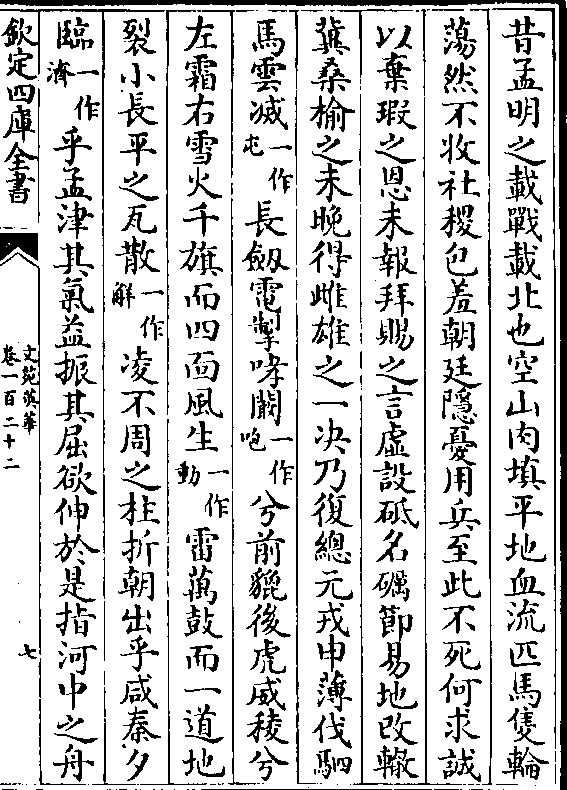 昔孟明之載戰載北也空山肉填平地血流匹馬隻輪
蕩然不收社稷包羞朝廷隱憂用兵至此不死何求誠
以棄瑕之恩未報拜賜之言虛設砥名礪節易地改轍
冀桑榆之未晚得雌雄之一決乃復總元戎申薄伐駟
馬雲滅一作屯長劔電掣哮闞一作咆兮前貔後虎威稜兮
左霜右雪火千旗而四面風生一作動雷萬鼓而一道地
裂小長平之瓦散一作解凌不周之柱折朝出乎咸秦夕
臨一作濟乎孟津其氣益振其屈欲伸於是指河中之舟
欽定四庫全書
文苑英華
卷一百二十二
七